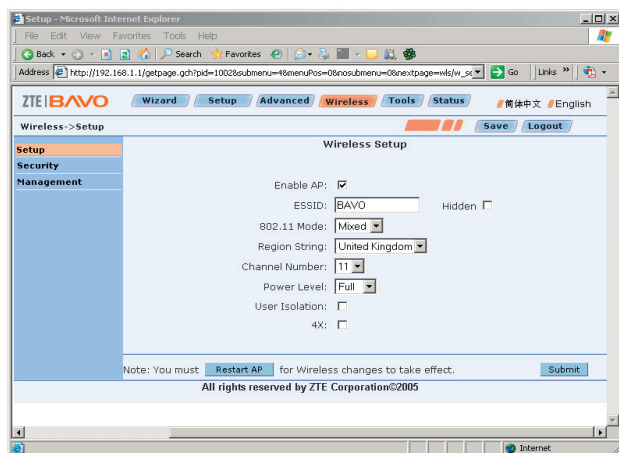 Setup - Microsoft Internet Explorer
File Edit View Favorites Tools Help
Back Search Favorites
Address http://192.168.1.1/getpage.gch?pid=1002&submenu=4&menuPos=0&nosubmenu=0&nextpage=wls/w_se Go Links »
ZTE BAVO Wizard Setup Advanced Wireless Tools Status 简体中文 English
Wireless->Setup Save Logout
Setup
Security
Management
Wireless Setup
Enable AP:
ESSID: BAVO Hidden
802.11 Mode: Mixed
Region String: United Kingdom
Channel Number: 11
Power Level: Full
User Isolation:
4X:
Note: You must Restart AP for Wireless changes to take effect. Submit
All rights reserved by ZTE Corporation©2005
Internet